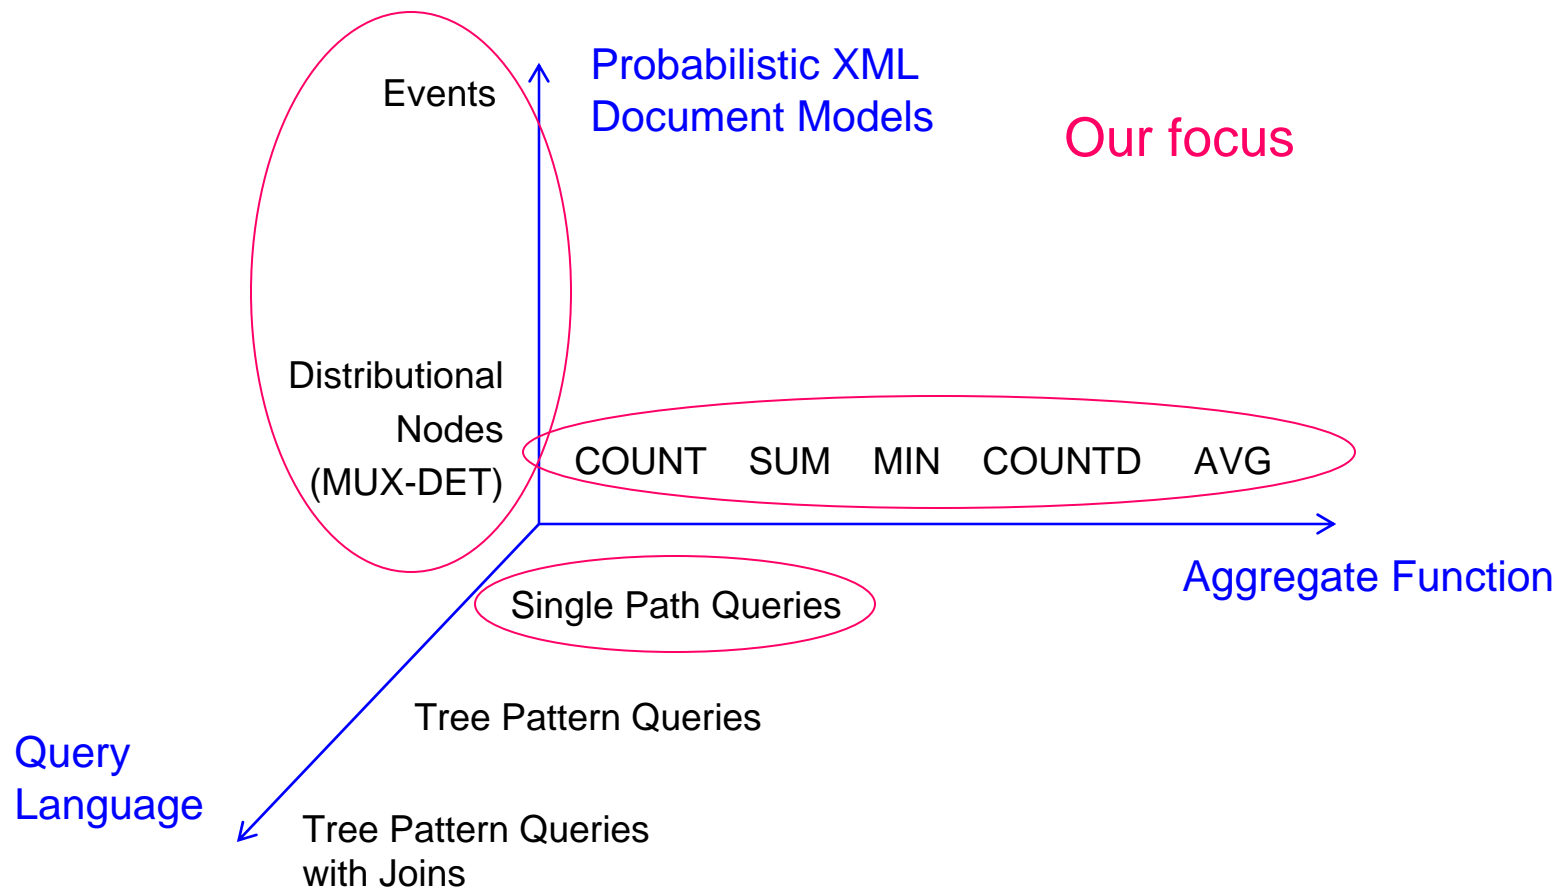 Probabilistic XML
Document Models
Events
Our focus
Distributional
Nodes
(MUX-DET)
COUNT SUM MIN COUNTD AVG
Aggregate Function
Single Path Queries
Tree Pattern Queries
Query
Language
Tree Pattern Queries
with Joins